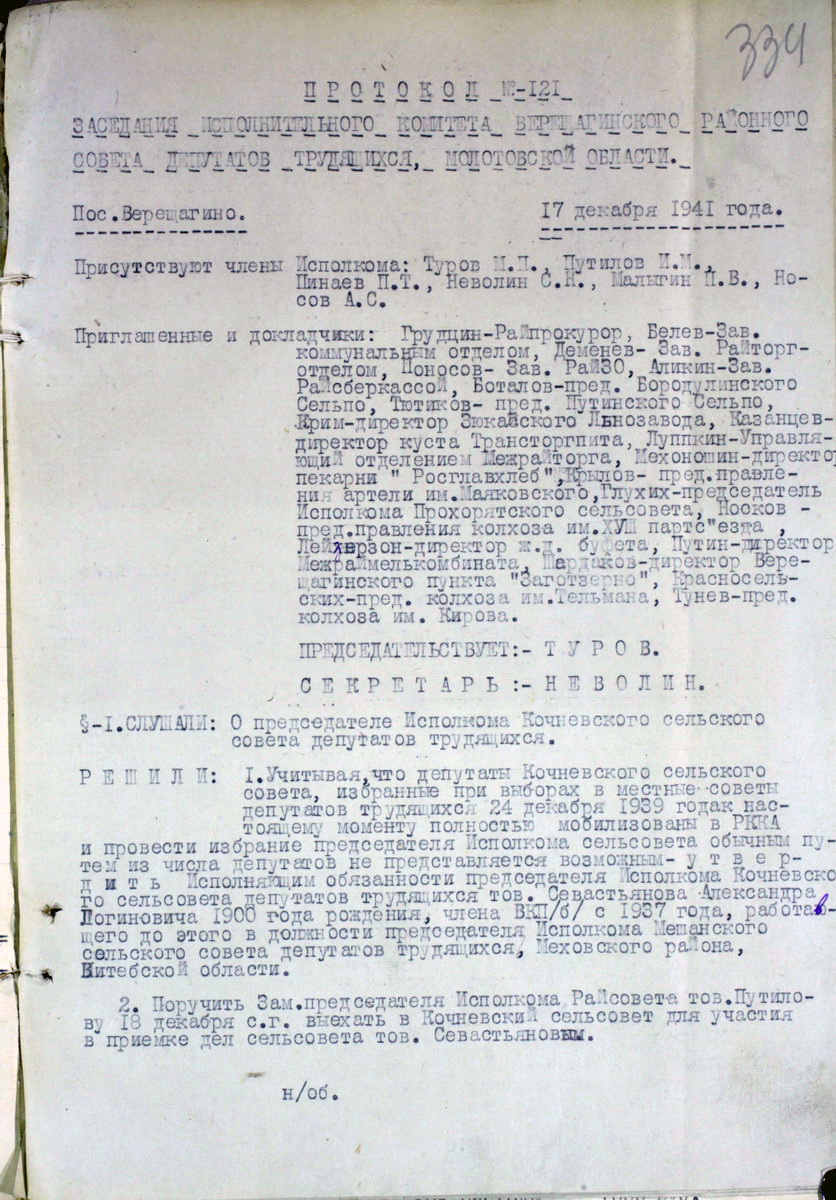 334
П Р О Т О К О Л № -121
ЗАСЕДАНИЯ ИСПОЛНИТЕЛЬНОГО КОМИТЕТА ВЕРЕЩАГИНСКОГО РАЙОННОГО
СОВЕТА ДЕПУТАТОВ ТРУДЯЩИХСЯ, МОЛОТОВСКОЙ ОБЛАСТИ.
Пос.Верещагино. 17 декабря 1941 года.
Присутствуют члены Исполкома: Туров М.П., Путилов И.М.,
Пинаев П.Т., Неволин С.Н., Малыгин П.В., Но-
сов А.С.
Приглашенные и докладчики: Грудцин-Райпрокурор, Белев-Зав.
коммунальным отделом, Деменев- Зав. Райторг-
отделом, Поносов- Зав. РайЗО, Аликин-Зав.
Райсберкассой, Боталов-пред. Бородулинского
Сельпо, Тютиков- пред. Путинского Сельпо,
Крим-директор Зюкайского Льнозавода, Казанцев-
директор куста Трансторгпита, Луппкин-Управля-
ющий отделением Межрайторга, Мехоношин-директор
пекарни " Росглавхлеб",Крылов- пред.правле-
ния артели им.Маяковского,Глухих-председатель
Исполкома Прохорятского сельсовета, Носков -
пред.правления колхоза им.ХУШ партс"езда ,
Лейхерзон-директор ж.д. буфета, Путин-директор
Межраймелькомбината, Шардаков-директор Вере-
щагинского пункта "Заготзерно", Красносель-
ских-пред. колхоза им.Тельмана, Тунев-пред.
колхоза им. Кирова.
ПРЕДСЕДАТЕЛЬСТВУЕТ:- Т У Р О В.
С Е К Р Е Т А Р Ь :- Н Е В О Л И Н.
§-I.СЛУШАЛИ: О председателе Исполкома Кочневского сельского
совета депутатов трудящихся.
Р Е Ш И Л И: I.Учитывая,что депутаты Кочневского сельского
совета, избранные при выборах в местные советы
депутатов трудящихся 24 декабря 1939 годак нас-
тоящему моменту полностью мобилизованы в РККА
и провести избрание председателя Исполкома сельсовета обычным пу-
тем из числа депутатов не представляется возможным- у т в е р-
д и т ь Исполняющим обязанности председателя Исполкома Кочневско
го сельсовета депутатов трудящихся тов. Севастьянова Александра
Логиновича 1900 года рождения, члена ВКП/б/ с 1937 года, работав
щего до этого в должности председателя Исполкома Мешанского
сельского совета депутатов трудящихся, Меховского района,
Витебской области.
2. Поручить Зам.председателя Исполкома Райсовета тов.Путило-
ву 18 декабря с.г. выехать в Кочневский сельсовет для участия
в приемке дел сельсовета тов. Севастьяновым.
н/об.